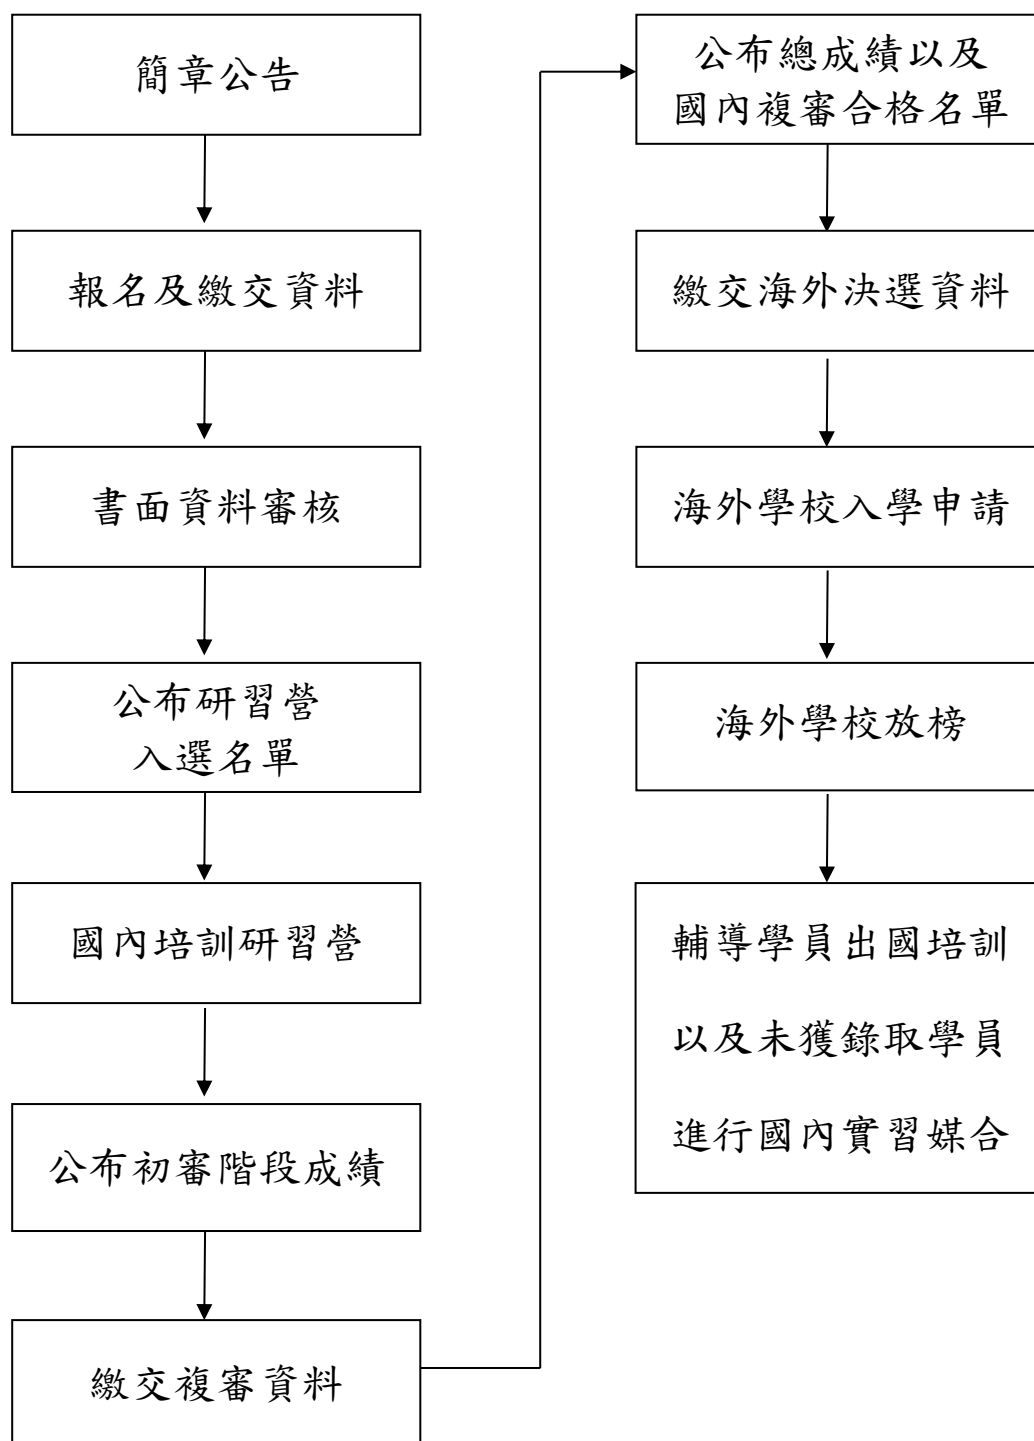 簡章公告
報名及繳交資料
書面資料審核
公布研習營
入選名單
國內培訓研習營
公布初審階段成績
繳交複審資料
公布總成績以及
國內複審合格名單
繳交海外決選資料
海外學校入學申請
海外學校放榜
輔導學員出國培訓
以及未獲錄取學員
進行國內實習媒合